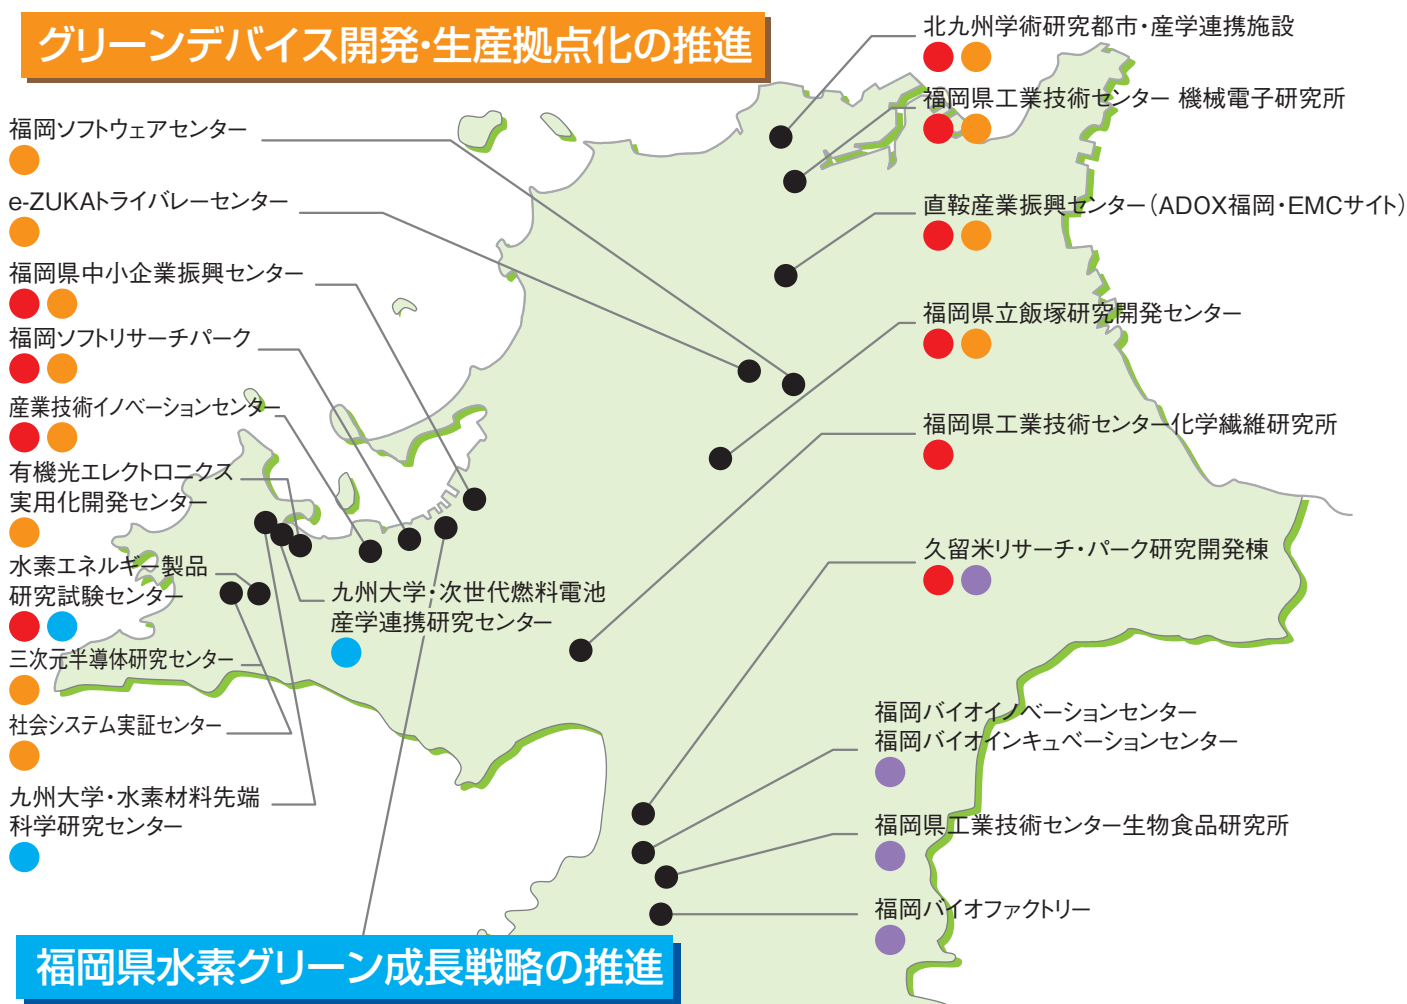 グリーンデバイス開発・生産拠点化の推進
福岡ソフトウェアセンター
e-ZUKAトライバレーセンター
福岡県中小企業振興センター
福岡ソフトリサーチパーク
産業技術イノベーションセンター
有機光エレクトロニクス
実用化開発センター
水素エネルギー製品
研究試験センター
三次元半導体研究センター
社会システム実証センター
九州大学・水素材料先端
科学研究センター
九州大学・次世代燃料電池
産学連携研究センター
北九州学術研究都市・産学連携施設
福岡県工業技術センター 機械電子研究所
直鞍産業振興センター（ADOX福岡・EMCサイト）
福岡県立飯塚研究開発センター
福岡県工業技術センター化学繊維研究所
久留米リサーチ・パーク研究開発棟
福岡バイオイノベーションセンター
福岡バイオインキュベーションセンター
福岡県工業技術センター生物食品研究所
福岡バイオファクトリー
福岡県水素グリーン成長戦略の推進